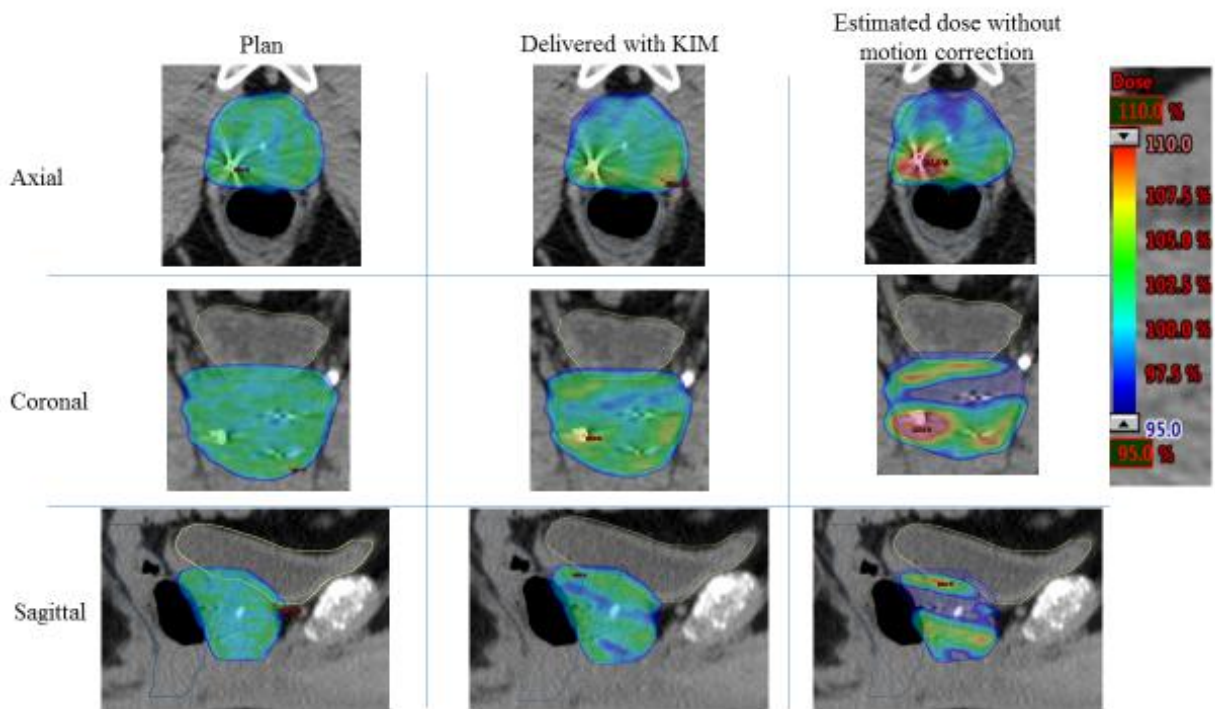 Plan
Delivered with KIM
Estimated dose without
motion correction
Axial
Coronal
Sagittal
Dose
110.0 %
110.0
107.5 %
105.0 %
102.5 %
100.0 %
97.5 %
95.0
95.0 %